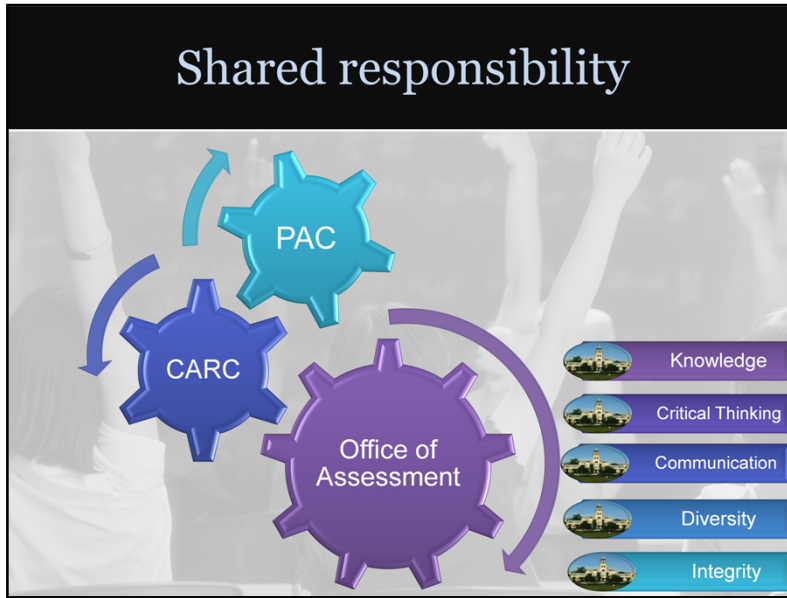 Shared responsibility
PAC
CARC
Office of
Assessment
Knowledge
Critical Thinking
Communication
Diversity
Integrity